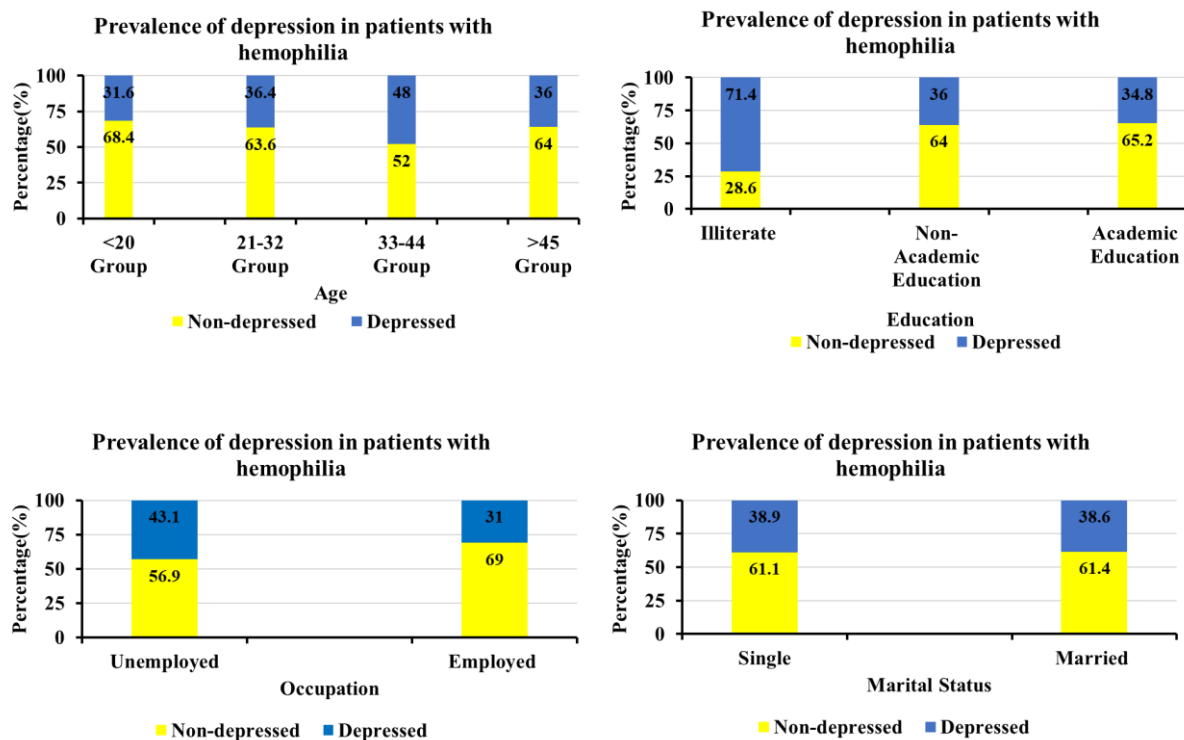 Prevalence of depression in patients with
hemophilia
Percentage(%)
100
75
50
25
0
31.6
36.4
48
36
68.4
63.6
52
64
<20
Group
21-32
Group
33-44
Group
>45
Group
Age
Non-depressed
Depressed
Prevalence of depression in patients with
hemophilia
Percentage(%)
100
75
50
25
0
71.4
36
34.8
28.6
64
65.2
Illiterate
Non-
Academic
Education
Academic
Education
Education
Non-depressed
Depressed
Prevalence of depression in patients with
hemophilia
Percentage(%)
100
75
50
25
0
43.1
31
56.9
69
Unemployed
Employed
Occupation
Non-depressed
Depressed
Prevalence of depression in patients with
hemophilia
Percentage(%)
100
75
50
25
0
38.9
38.6
61.1
61.4
Single
Married
Marital Status
Non-depressed
Depressed